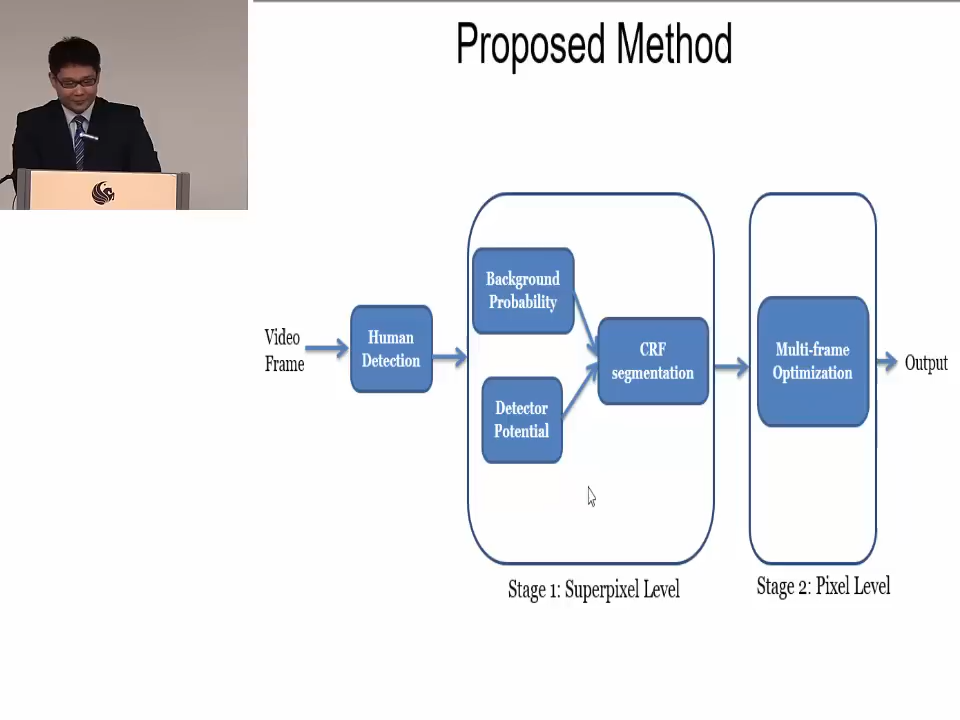 Proposed Method
Video
Frame
Human
Detection
Background
Probability
Detector
Potential
CRF
segmentation
Multi-frame
Optimization
Output
Stage 1: Superpixel Level
Stage 2: Pixel Level